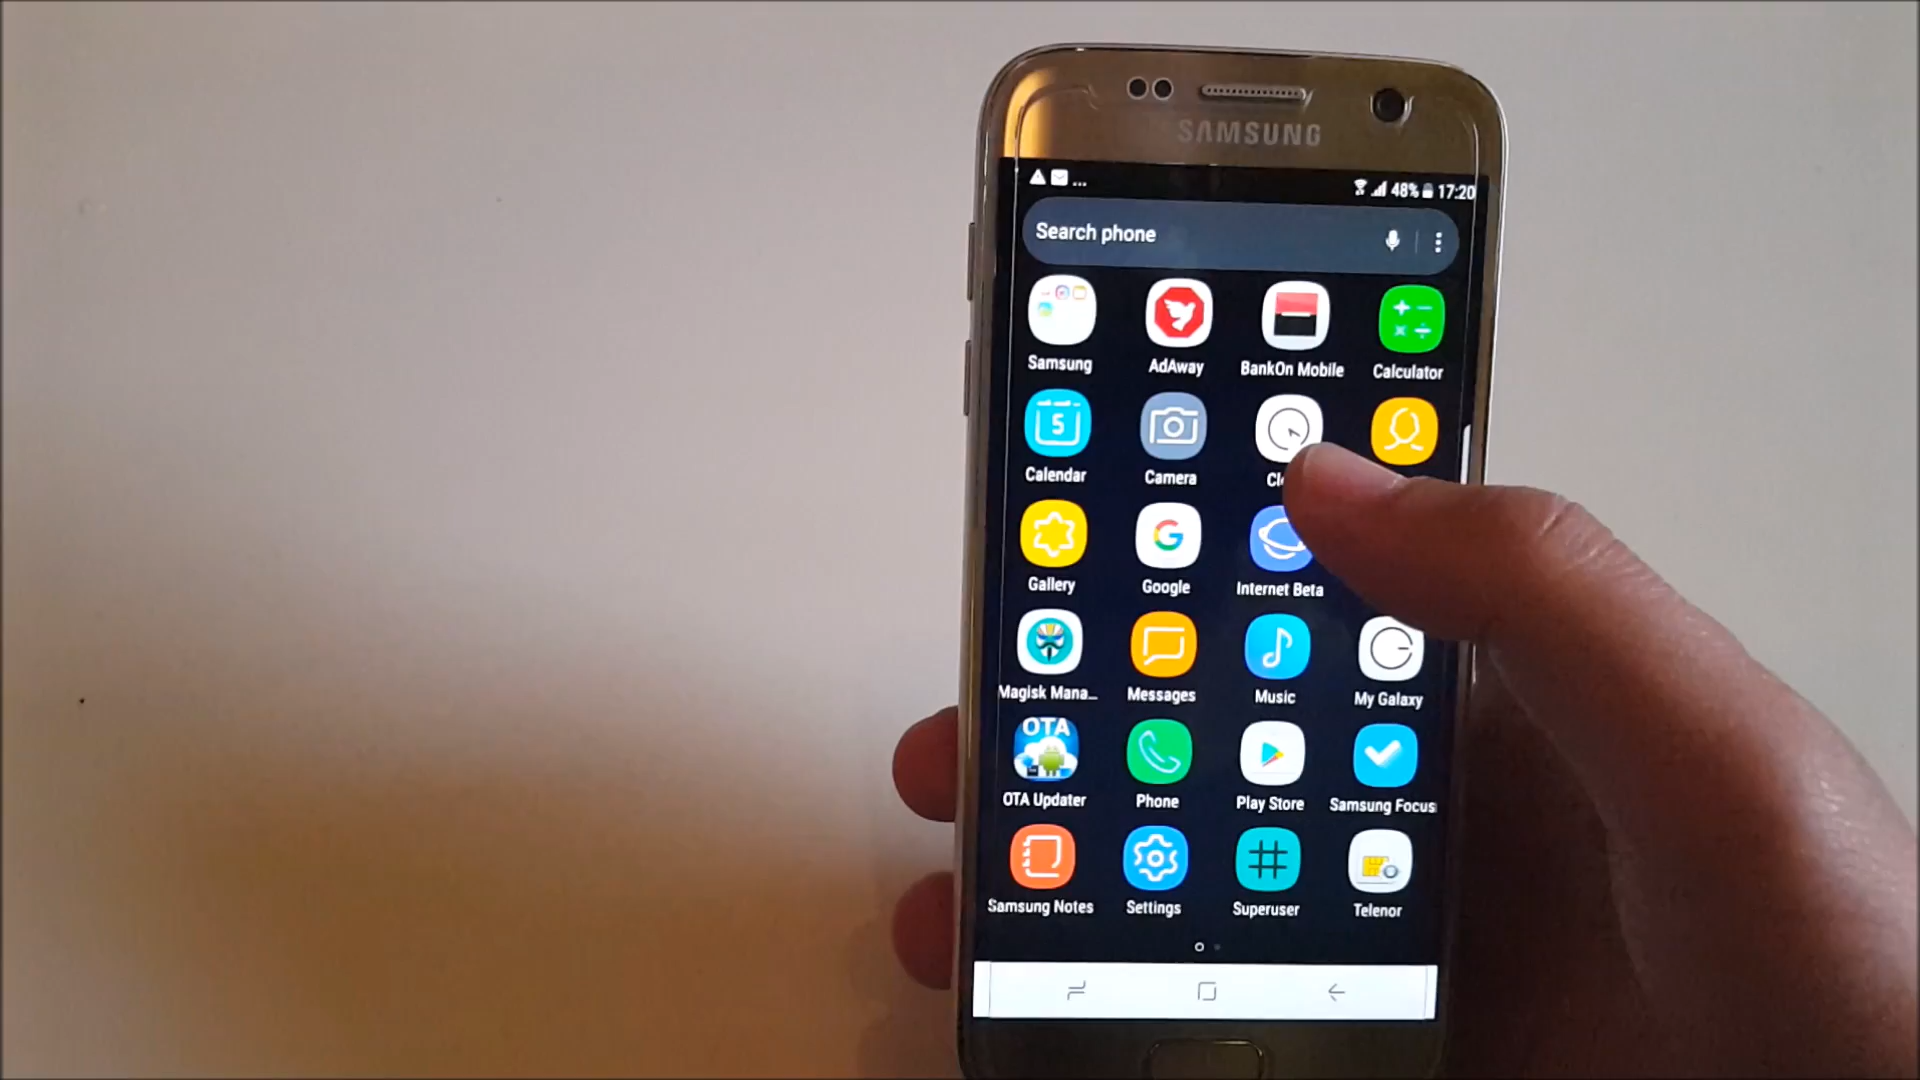 SAMSUNG
... 48% 17:20
Search phone
Samsung AdAway BankOn Mobile Calculator
5
Calendar Camera
G
Gallery Google Internet Beta
Magisk Mana... Messages Music My Galaxy
OTA
OTA Updater Phone Play Store Samsung Focus
Samsung Notes Settings Superuser Telenor